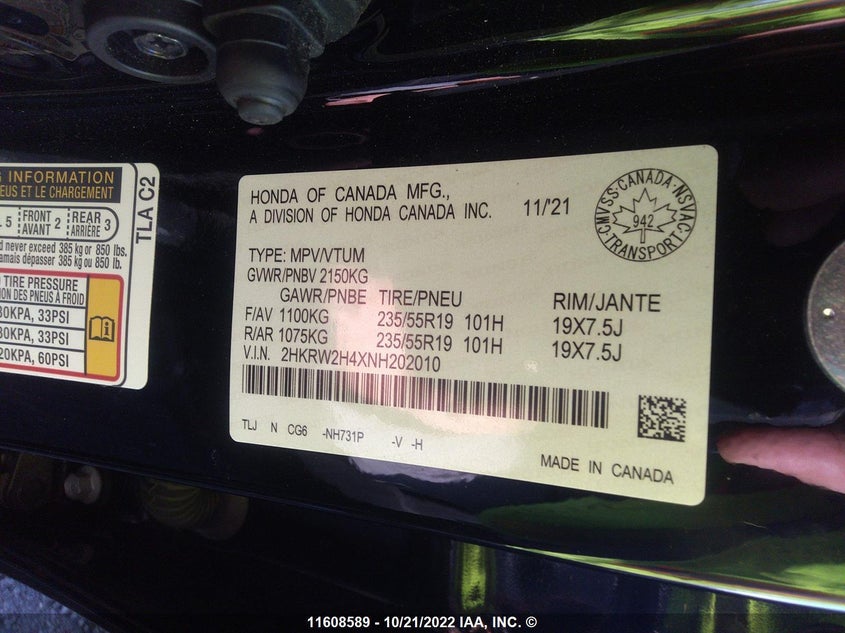 G INFORMATION
EUS ET LE CHARGEMENT
5 FRONT AVANT 2 REAR ARRIÈRE 3
never exceed 385 kg or 850 lbs.
jamais dépasser 385 kg ou 850 lb.
TIRE PRESSURE
ION DES PNEUS À FROID
30KPA, 33PSI
30KPA, 33PSI
20KPA, 60PSI
TLA C2
HONDA OF CANADA MFG.,
A DIVISION OF HONDA CANADA INC. 11/'21
CMVSS-CANADA-NSVAC
942
-TRANSPORT-
TYPE: MPV/VTUM
GVWR/PNBV 2150KG
GAWR/PNBE TIRE/PNEU RIM/JANTE
F/AV 1100KG 235/55R19 101H 19X7.5J
R/AR 1075KG 235/55R19 101H 19X7.5J
V.I.N. 2HKRW2H4XNH202010
TLJ N CG6 -NH731P -V -H
MADE IN CANADA
11608589 - 10/21/2022 IAA, INC. ©